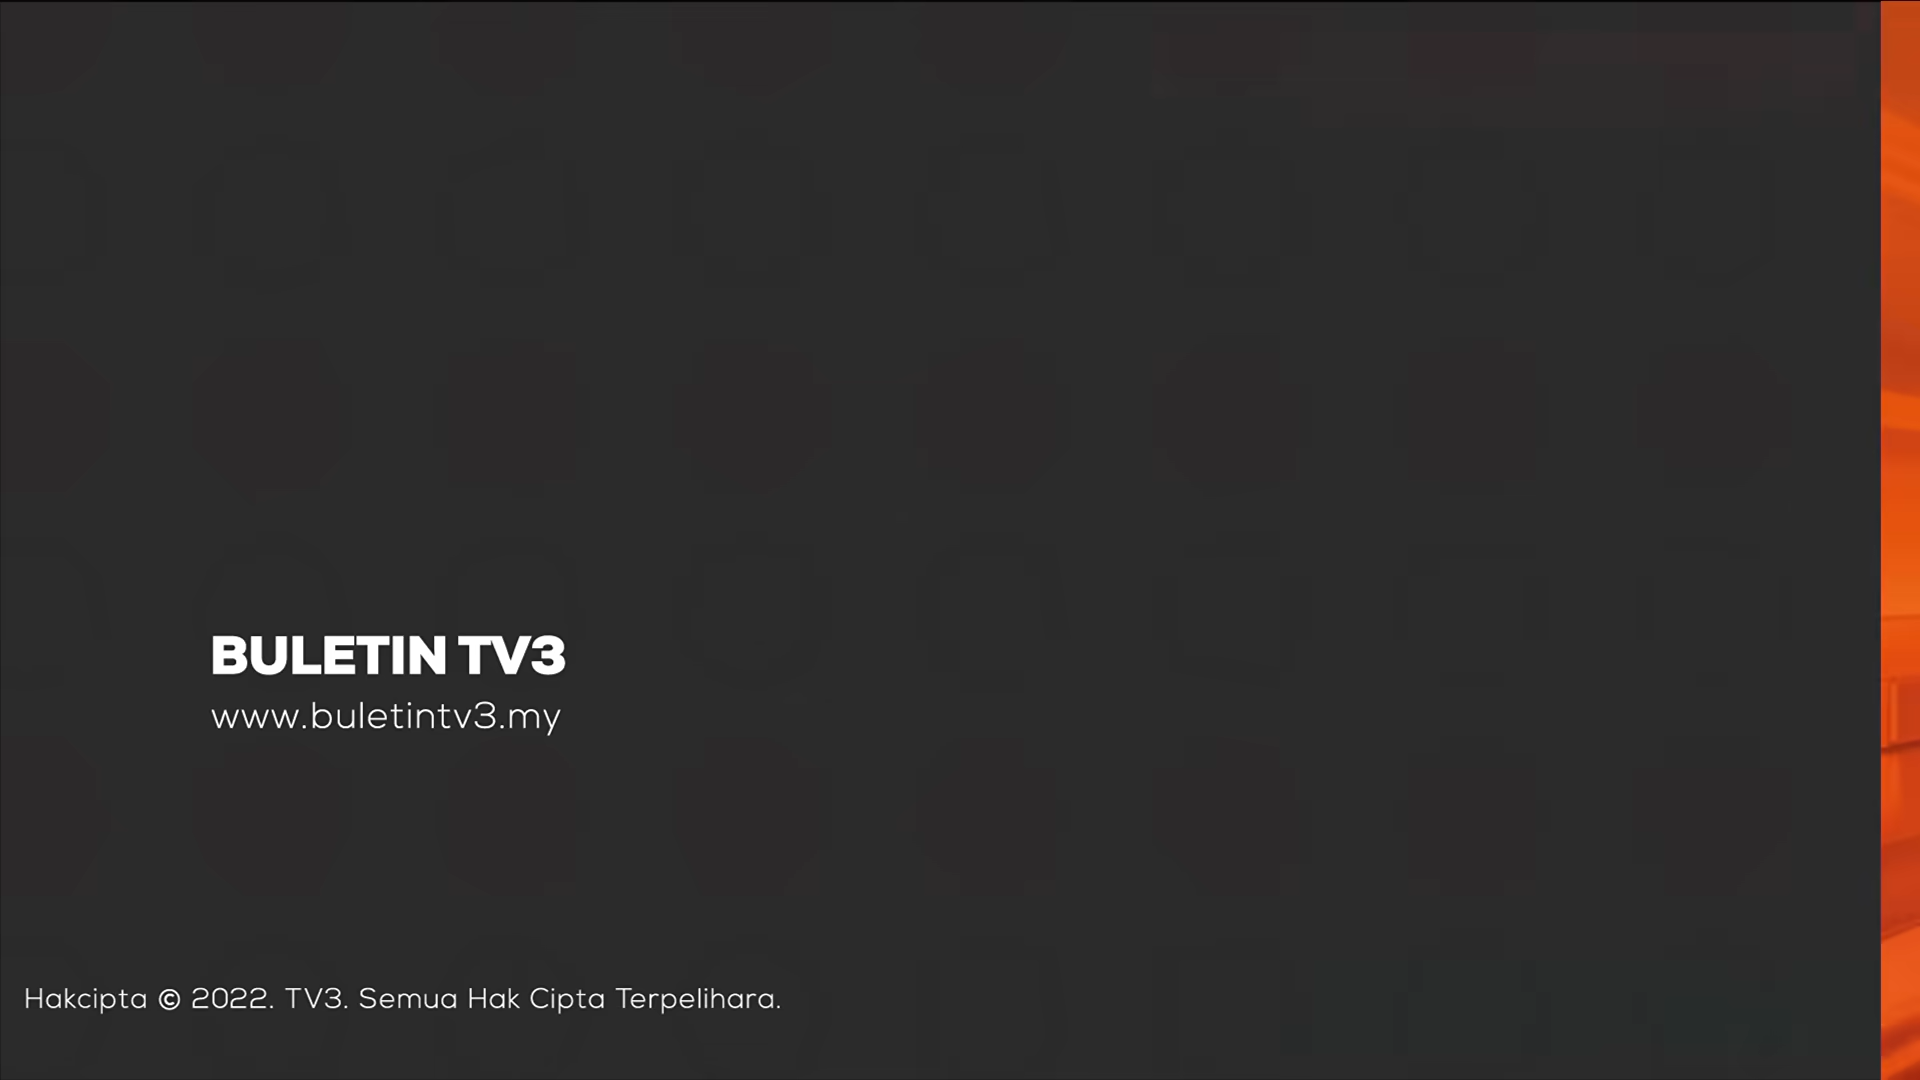 BULETIN TV3
www.buletintv3.my
Hakcipta © 2022. TV3. Semua Hak Cipta Terpelihara.